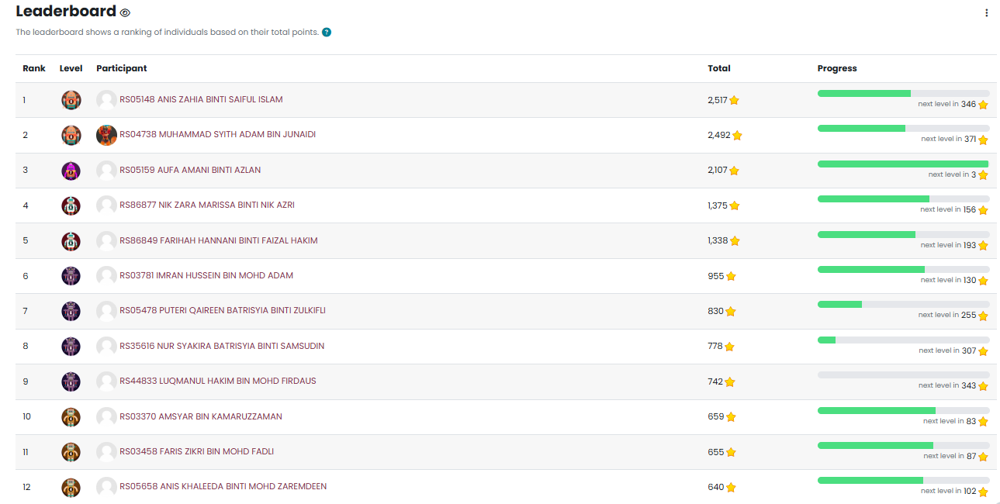 Leaderboard
The leaderboard shows a ranking of individuals based on their total points. ?
Rank Level Participant Total Progress
1 RS05148 ANIS ZAHIA BINTI SAIFUL ISLAM 2,517
next level in 346
2 RS04738 MUHAMMAD SYITH ADAM BIN JUNAIDI 2,492
next level in 371
3 RS05159 AUFA AMANI BINTI AZLAN 2,107
next level in 3
4 RS86877 NIK ZARA MARISSA BINTI NIK AZRI 1,375
next level in 156
5 RS86849 FARIHAH HANNANI BINTI FAIZAL HAKIM 1,338
next level in 193
6 RS03781 IMRAN HUSSEIN BIN MOHD ADAM 955
next level in 130
7 RS05478 PUTERI QAIREEN BATRISYIA BINTI ZULKIFLI 830
next level in 255
8 RS35616 NUR SYAKIRA BATRISYIA BINTI SAMSUDIN 778
next level in 307
9 RS44833 LUQMANUL HAKIM BIN MOHD FIRDAUS 742
next level in 343
10 RS03370 AMSYAR BIN KAMARUZZAMAN 659
next level in 83
11 RS03458 FARIS ZIKRI BIN MOHD FADLI 655
next level in 87
12 RS05658 ANIS KHALEEDA BINTI MOHD ZAREMDEEN 640
next level in 102